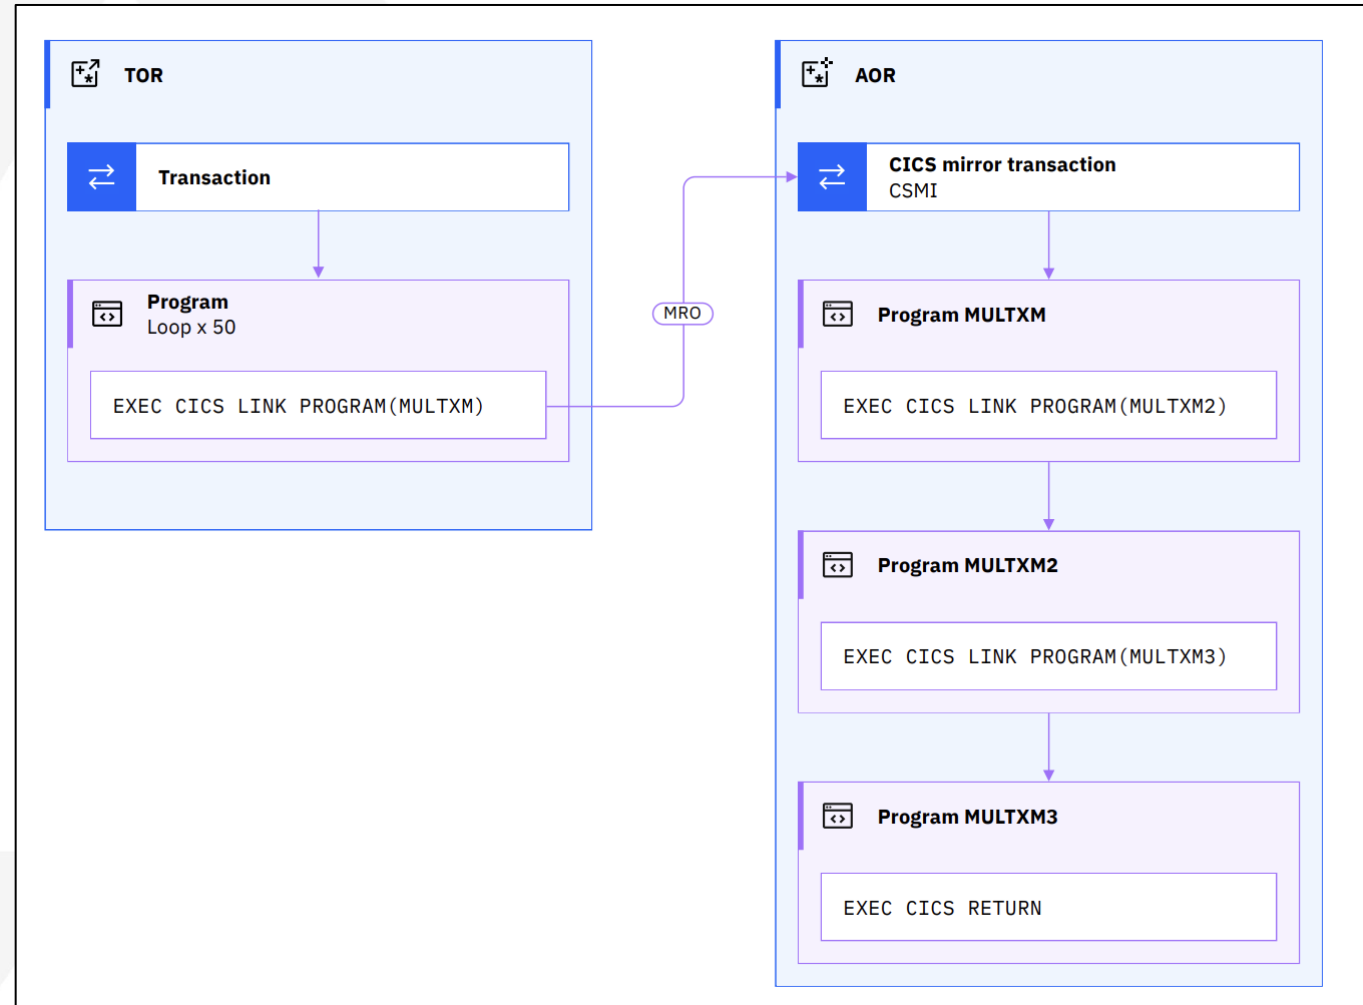 TOR
Transaction
Program
Loop x 50
EXEC CICS LINK PROGRAM(MULTXM)
MRO
AOR
CICS mirror transaction
CSMI
Program MULTXM
EXEC CICS LINK PROGRAM(MULTXM2)
Program MULTXM2
EXEC CICS LINK PROGRAM(MULTXM3)
Program MULTXM3
EXEC CICS RETURN